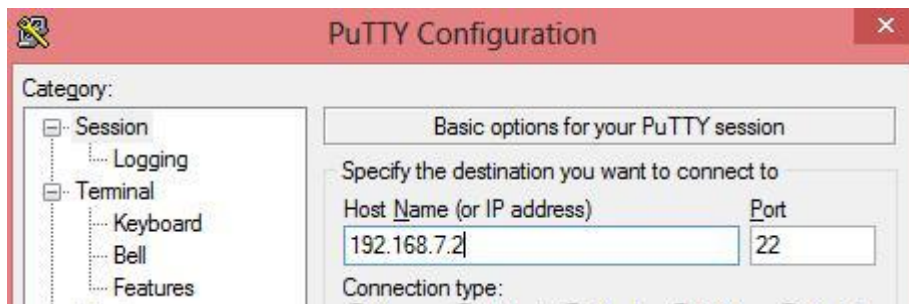 PuTTY Configuration
Category:
Session
Logging
Terminal
Keyboard
Bell
Features
Basic options for your PuTTY session
Specify the destination you want to connect to
Host Name (or IP address) Port
192.168.7.2 22
Connection type: